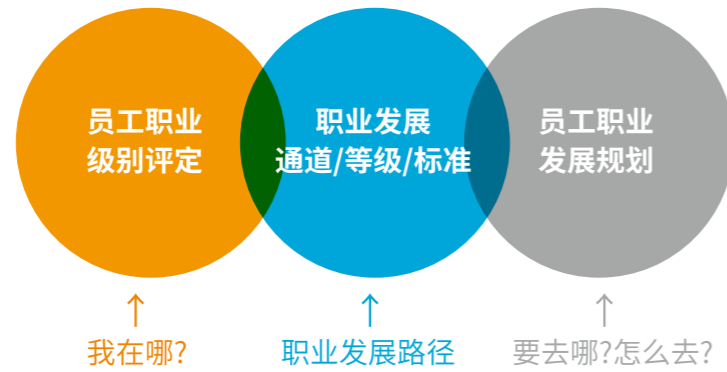 员工职业
级别评定
职业发展
通道/等级/标准
员工职业
发展规划
我在哪?
职业发展路径
要去哪?怎么去?